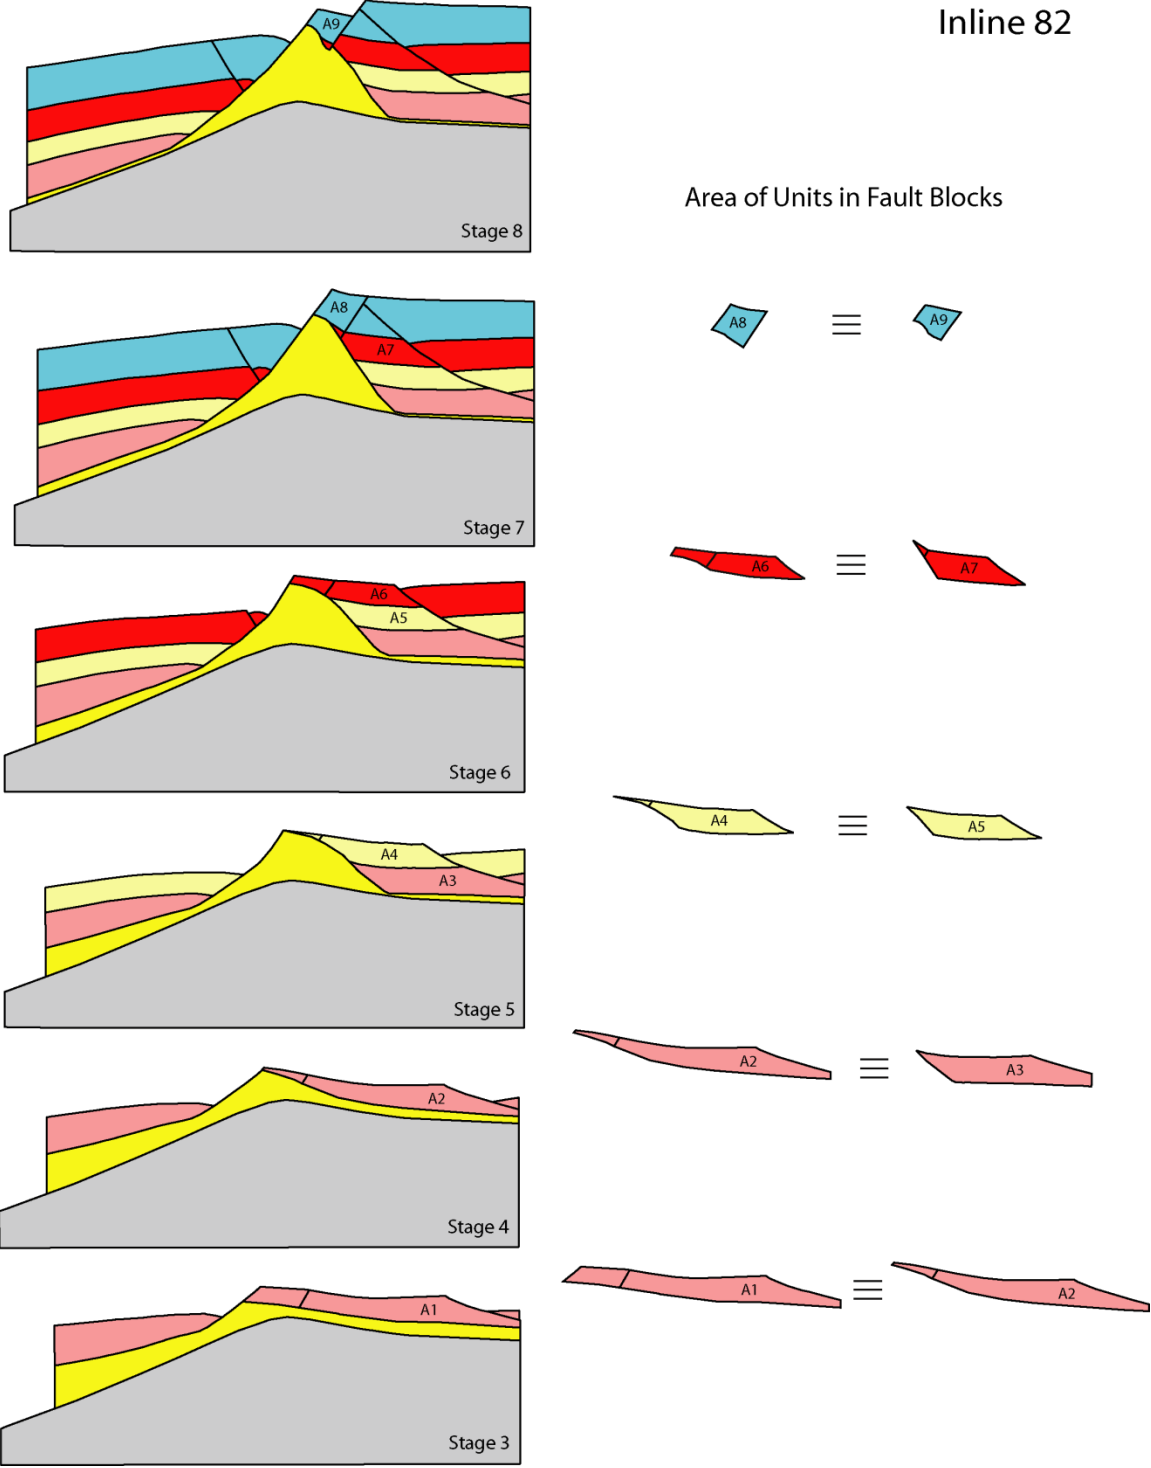 Inline 82
A9
Stage 8
Area of Units in Fault Blocks
A8
A7
Stage 7
A8
A9
A6
A5
Stage 6
A6
A7
A4
A3
Stage 5
A4
A5
A2
Stage 4
A2
A3
A1
Stage 3
A1
A2